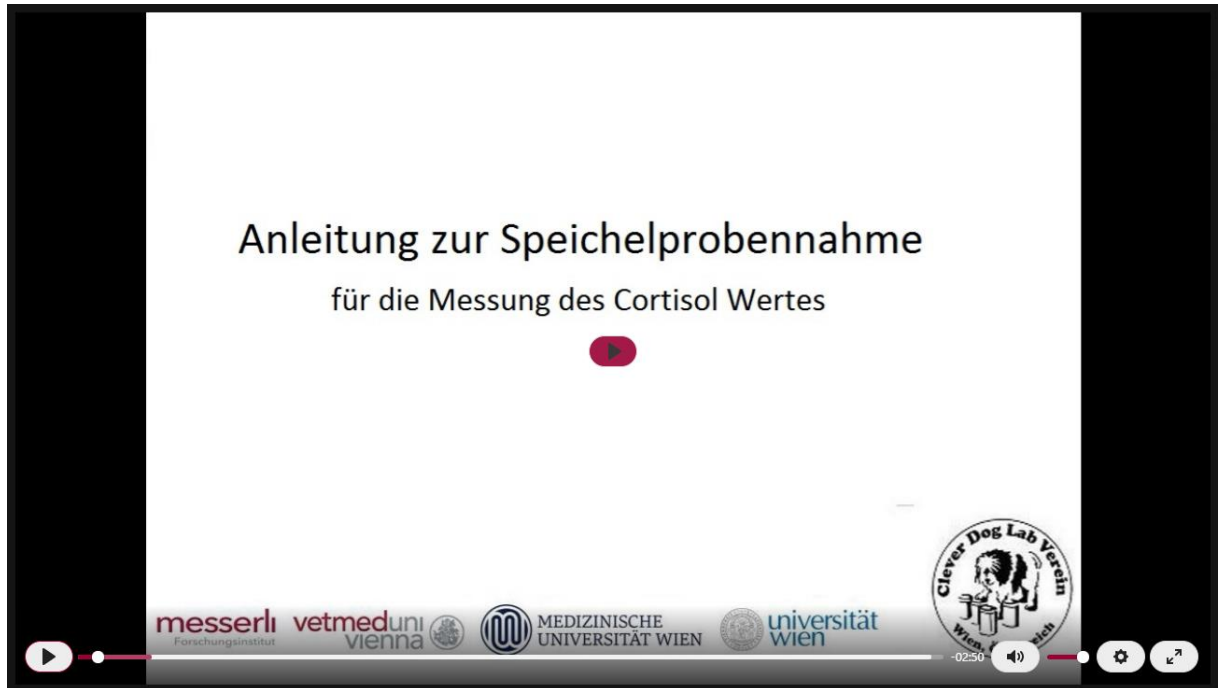 Anleitung zur Speichelprobennahme
für die Messung des Cortisol Wertes
Clever Dog Lab Verein
Wien,
messerli
Forschungsinstitut
vetmeduni
vienna
MEDIZINISCHE
UNIVERSITÄT WIEN
universität
wien
-02:50